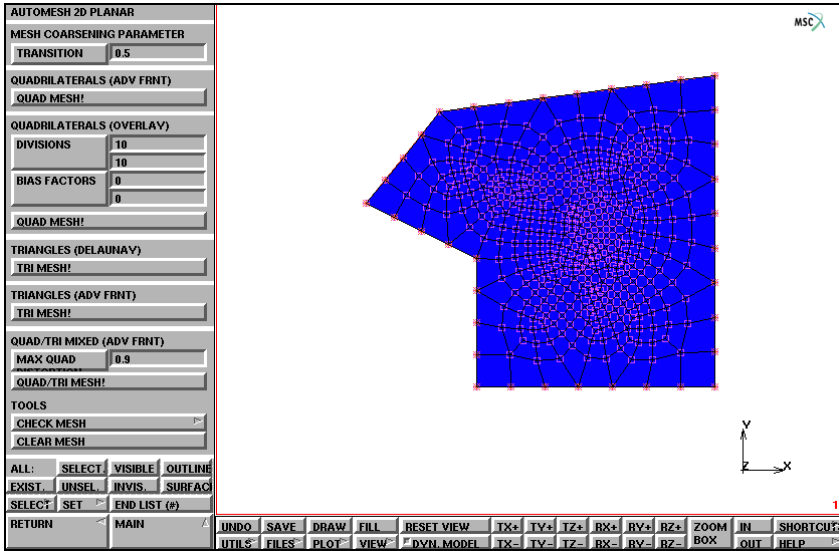 AUTOMESH 2D PLANAR
MESH COARSENING PARAMETER
TRANSITION 0.5
QUADRILATERALS (ADV FRNT)
QUAD MESH!
QUADRILATERALS (OVERLAY)
DIVISIONS 10
10
BIAS FACTORS 0
0
QUAD MESH!
TRIANGLES (DELAUNAY)
TRI MESH!
TRIANGLES (ADV FRNT)
TRI MESH!
QUAD/TRI MIXED (ADV FRNT)
MAX QUAD 0.9
DISTORTION
QUAD/TRI MESH!
TOOLS
CHECK MESH
CLEAR MESH
ALL: SELECT. VISIBLE OUTLINE
EXIST. UNSEL. INVIS. SURFAC
SELECT SET END LIST (#)
RETURN MAIN
MSC
Y
Z X
1
UNDO SAVE DRAW FILL RESET VIEW TX+ TY+ TZ+ RX+ RY+ RZ+ ZOOM IN SHORTCUTS
UTILS FILES PLOT VIEW DYN. MODEL TX- TY- TZ- RX- RY- RZ- BOX OUT HELP